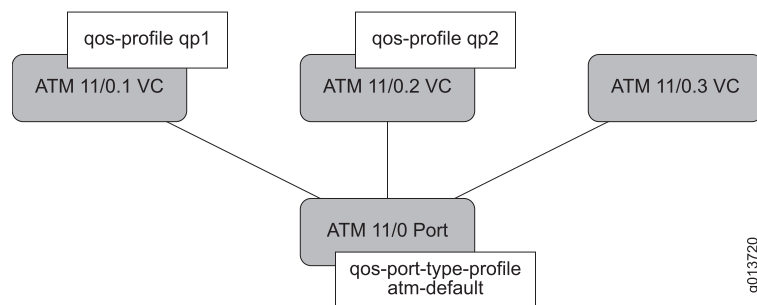 qos-profile qp1
qos-profile qp2
ATM 11/0.1 VC
ATM 11/0.2 VC
ATM 11/0.3 VC
ATM 11/0 Port
qos-port-type-profile
atm-default
g013720